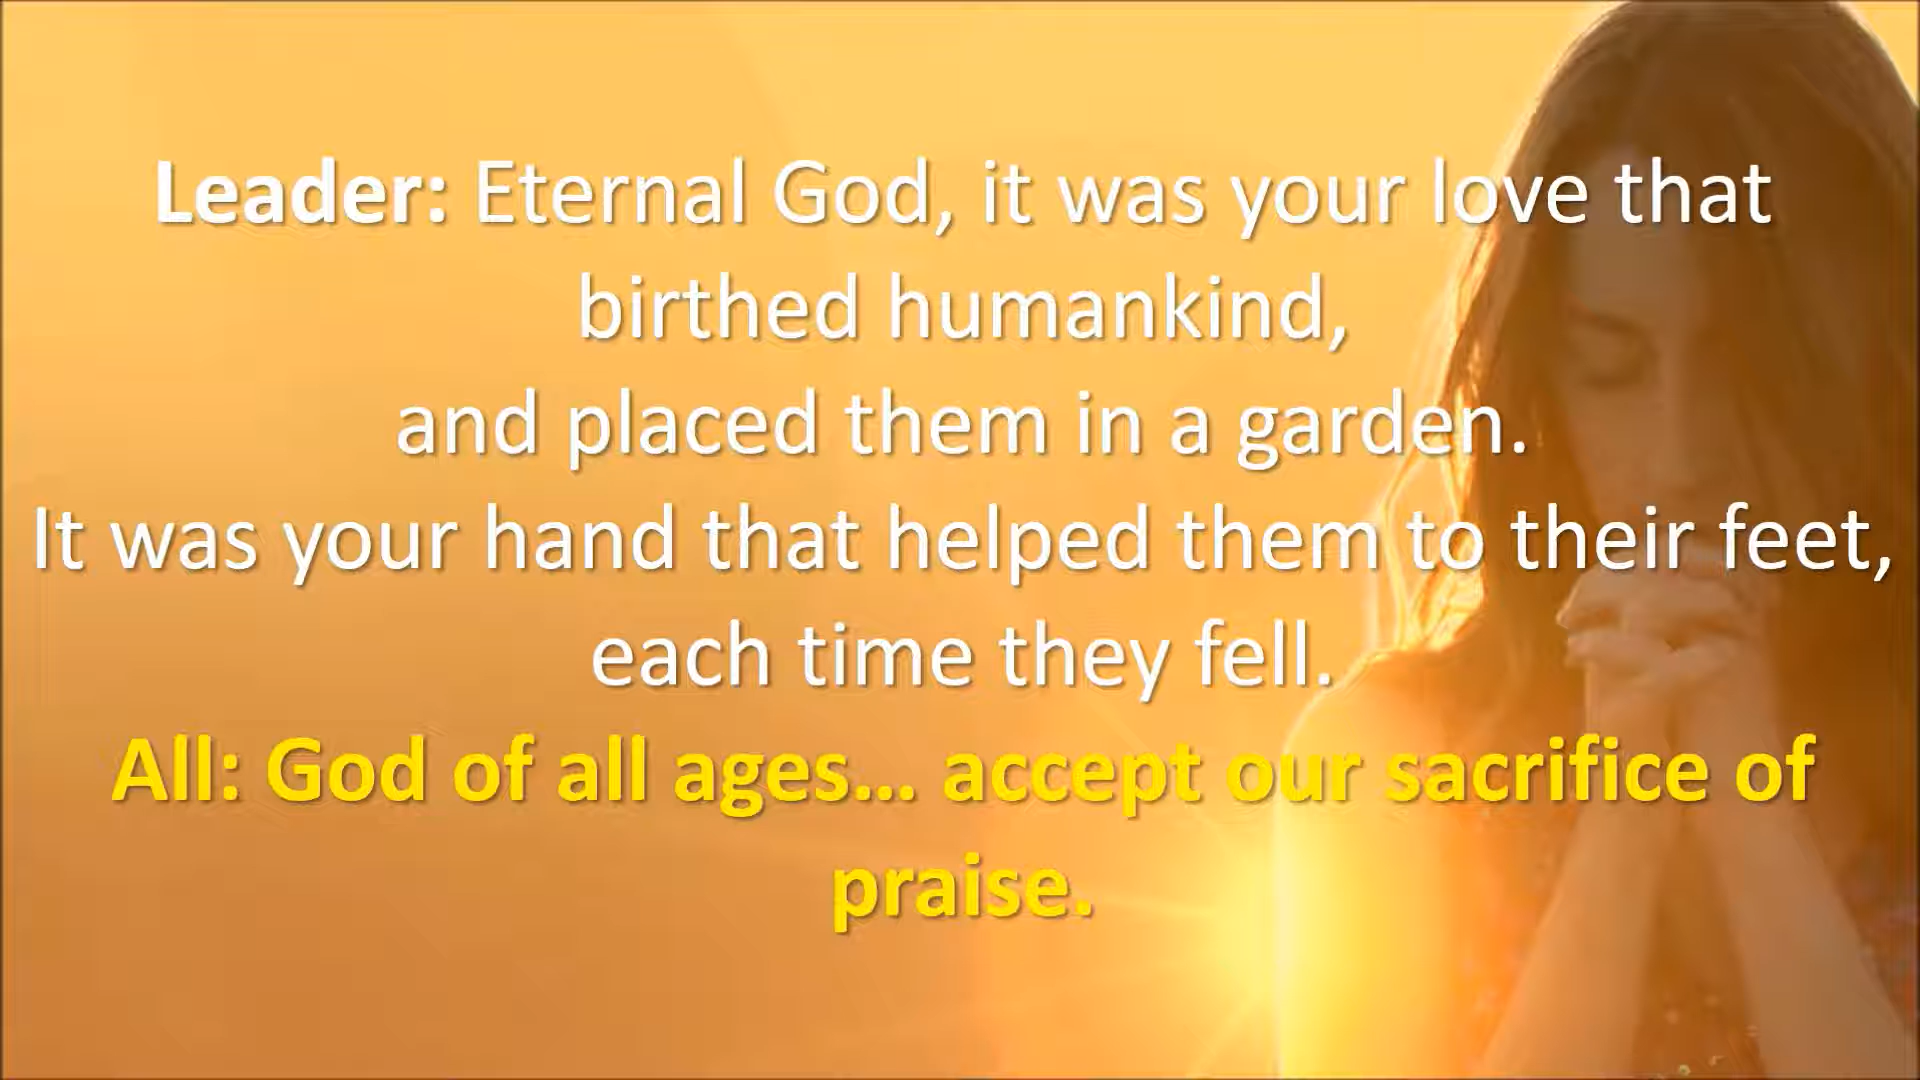 Leader: Eternal God, it was your love that
birthed humankind,
and placed them in a garden.
It was your hand that helped them to their feet,
each time they fell.
All: God of all ages... accept our sacrifice of
praise.